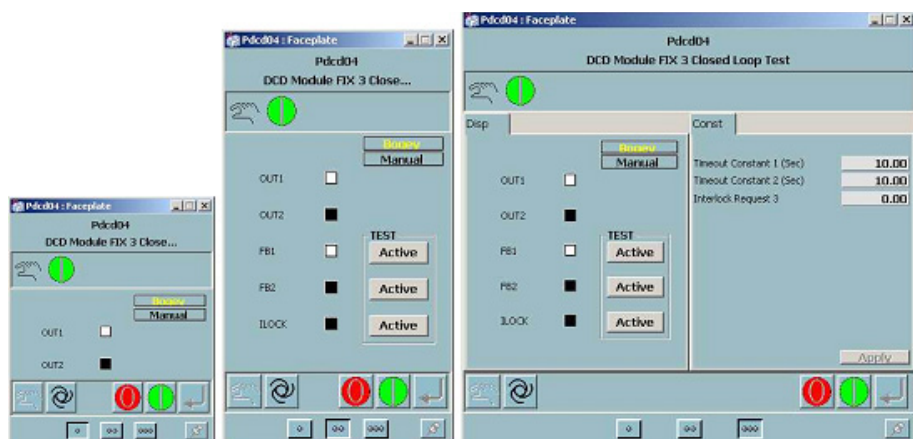 Pdcd04 : Faceplate
Pdcd04
DCD Module FIX 3 Close...
Manual
OUT1
OUT2
Pdcd04 : Faceplate
Pdcd04
DCD Module FIX 3 Close...
Manual
OUT1
OUT2
TEST
FB1
Active
FB2
Active
ILOCK
Active
Pdcd04 : Faceplate
Pdcd04
DCD Module FIX 3 Closed Loop Test
Disp
Manual
OUT1
OUT2
TEST
FB1
Active
FB2
Active
ILOCK
Active
Const
Timeout Constant 1 (Sec) 10.00
Timeout Constant 2 (Sec) 10.00
Interlock Request 3 0.00
Apply